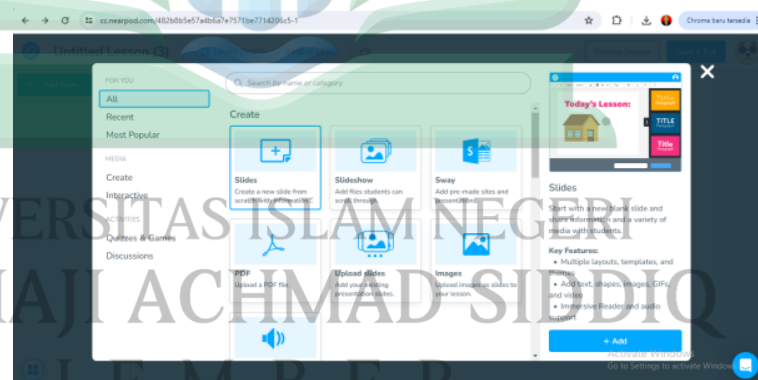 cc.nearpod.com/482b8b5e57a4b6a7e7571be7714206c5-1
Chrome baru tersedia
Untitled Lesson (3)
FOR YOU
All
Recent
Most Popular
MEDIA
Create
Interactive
ACTIVITIES
Quizzes & Games
Discussions
Search by name or category
Create
Slides
Create a new slide from
scratch with information.
Slideshow
Add files students can
scroll through.
Sway
Add pre-made sites and
presentations.
PDF
Upload a PDF file.
Upload slides
Add your existing
presentation slides.
Images
Upload images as slides to
your lesson.
Today's Lesson:
TITLE
TITLE
Title
Slides
Start with a new blank slide and
share information and a variety of
media with students.
Key Features:
• Multiple layouts, templates, and
themes
• Add text, shapes, images, GIFs,
and video
• Immersive Reader and audio
support
+ Add
Activate Windows
Go to Settings to activate Windows
VERSITAS ISLAM NEGERI
HAJI ACHMAD SIDDIQ
JEMBER